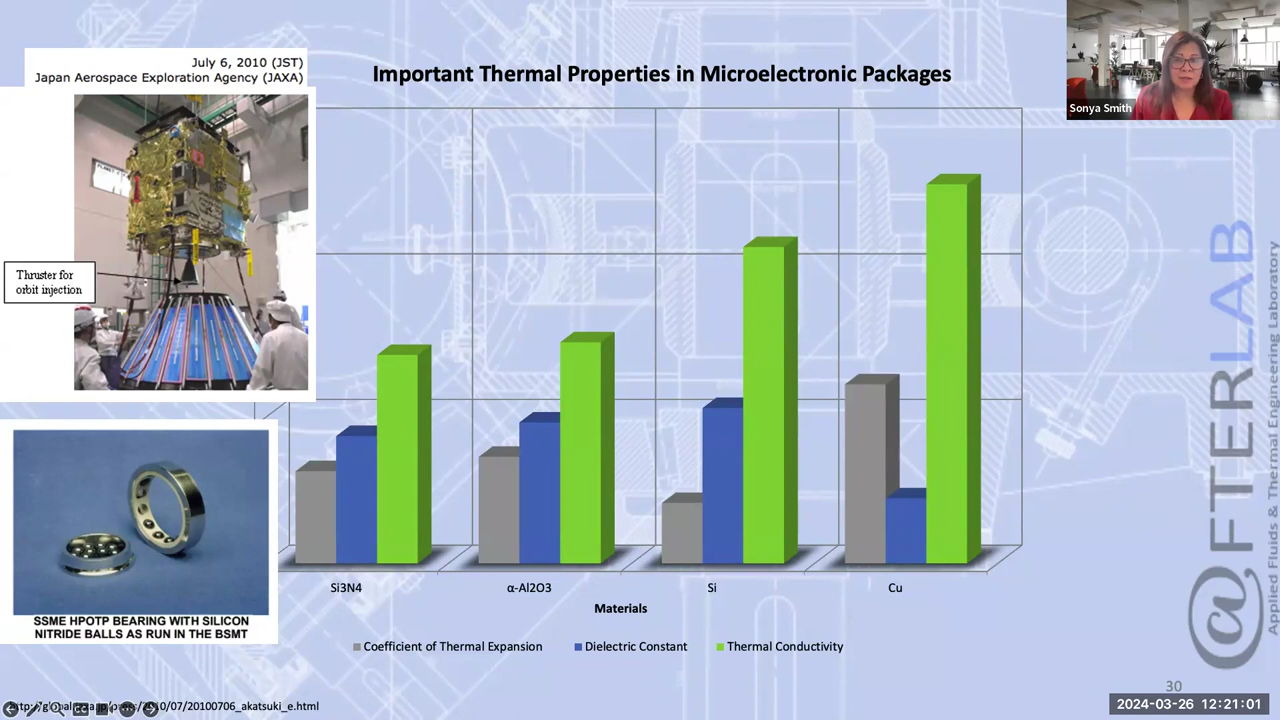 July 6, 2010 (JST)
Japan Aerospace Exploration Agency (JAXA)
Thruster for
orbit injection
SSME HPOTP BEARING WITH SILICON
NITRIDE BALLS AS RUN IN THE BSMT
Important Thermal Properties in Microelectronic Packages
Si3N4
α-Al2O3
Si
Cu
Materials
Coefficient of Thermal Expansion
Dielectric Constant
Thermal Conductivity
Sonya Smith
@FTERLAB
Applied Fluids & Thermal Engineering Laboratory
30
2024-03-26 12:21:01
10/07/20100706_akatsuki_e.html